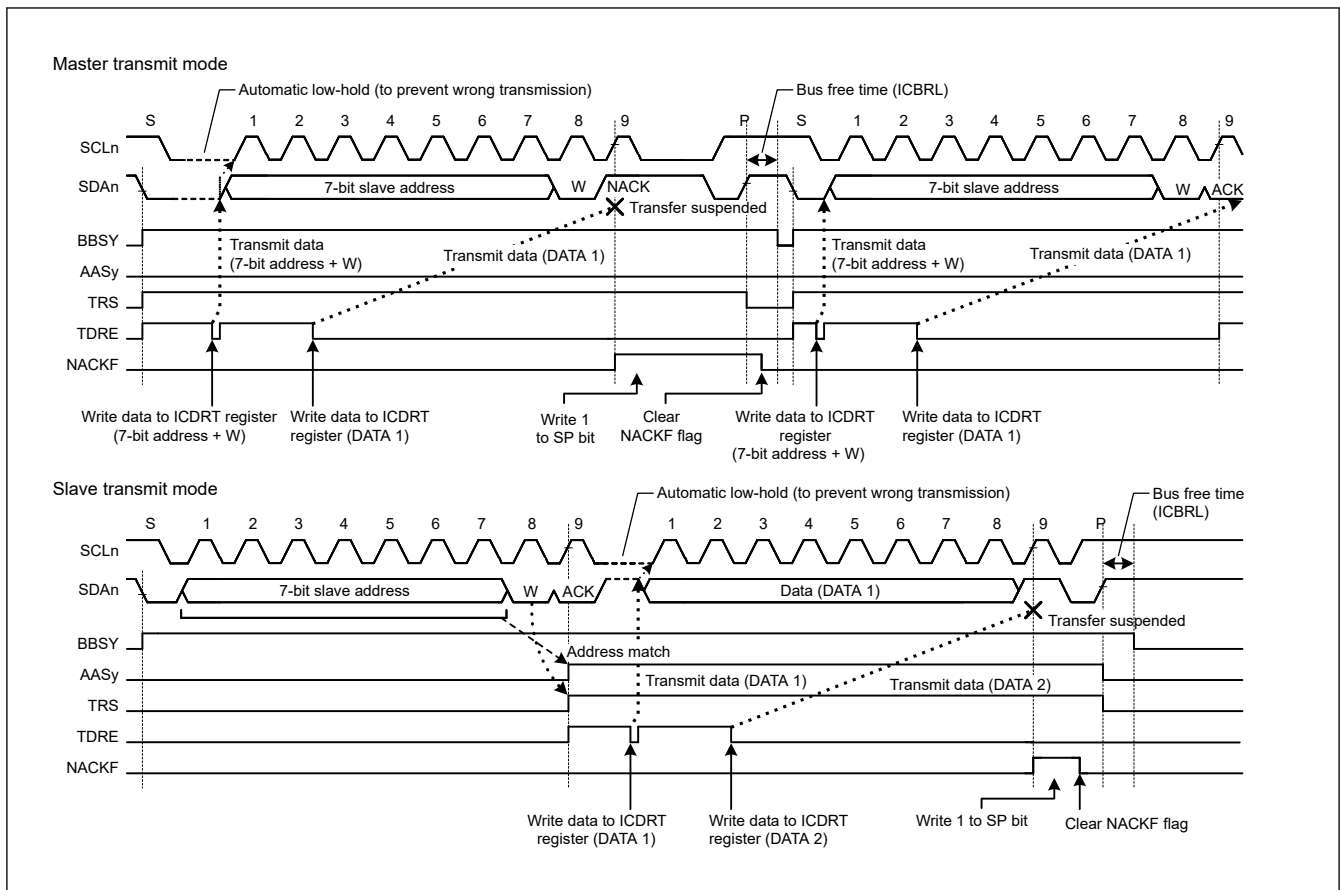 Master transmit mode
Automatic low-hold (to prevent wrong transmission)
Bus free time (ICBRL)
S 1 2 3 4 5 6 7 8 9 P S 1 2 3 4 5 6 7 8 9
SCLn
SDAn 7-bit slave address W NACK 7-bit slave address W ACK
Transfer suspended
BBSY
Transmit data
(7-bit address + W)
Transmit data (DATA 1)
Transmit data
(7-bit address + W)
Transmit data (DATA 1)
AASy
TRS
TDRE
NACKF
Write data to ICDRT register
(7-bit address + W)
Write data to ICDRT
register (DATA 1)
Write 1
to SP bit
Clear
NACKF flag
Write data to ICDRT
register
(7-bit address + W)
Write data to ICDRT
register (DATA 1)
Slave transmit mode
Automatic low-hold (to prevent wrong transmission)
Bus free time
(ICBRL)
S 1 2 3 4 5 6 7 8 9 1 2 3 4 5 6 7 8 9 P
SCLn
SDAn 7-bit slave address W ACK Data (DATA 1)
Transfer suspended
BBSY
Address match
AASy
Transmit data (DATA 1)
Transmit data (DATA 2)
TRS
TDRE
NACKF
Write data to ICDRT
register (DATA 1)
Write data to ICDRT
register (DATA 2)
Write 1 to SP bit
Clear NACKF flag